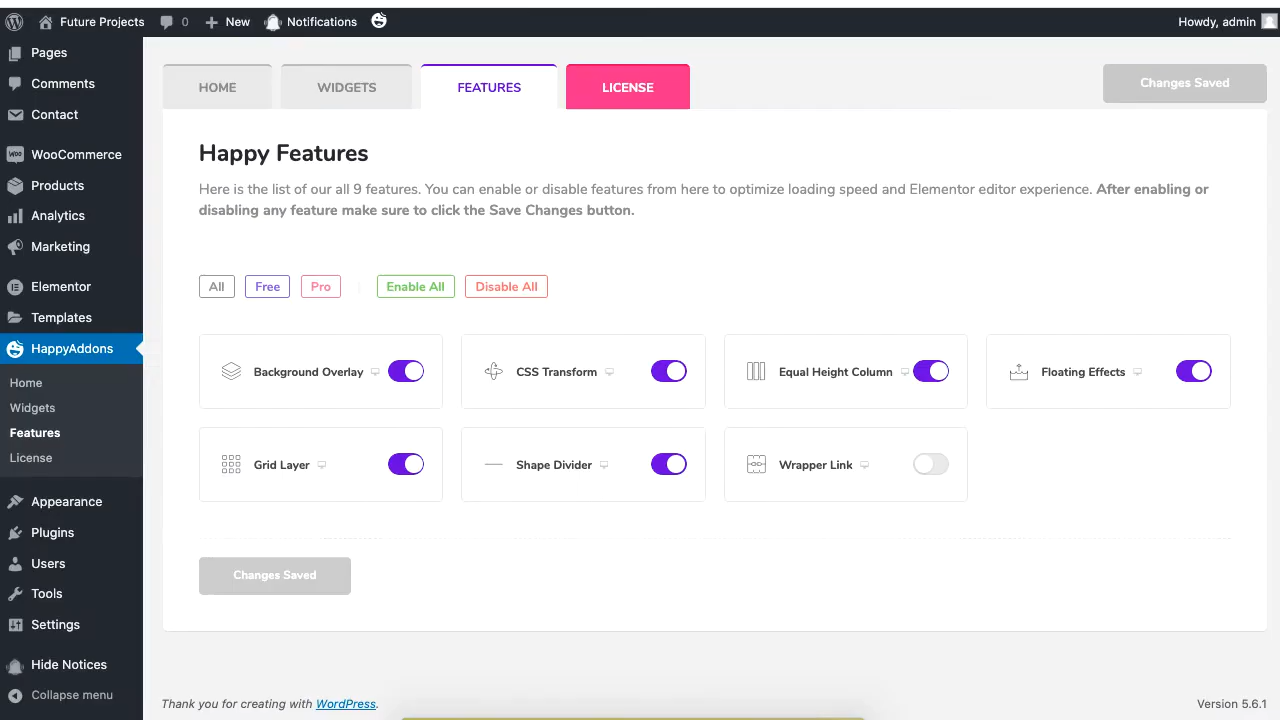 Future Projects 0 New Notifications Howdy, admin
Pages
Comments
Contact
WooCommerce
Products
Analytics
Marketing
Elementor
Templates
HappyAddons
Home
Widgets
Features
License
Appearance
Plugins
Users
Tools
Settings
Hide Notices
Collapse menu
HOME WIDGETS FEATURES LICENSE Changes Saved
Happy Features
Here is the list of our all 9 features. You can enable or disable features from here to optimize loading speed and Elementor editor experience. After enabling or
disabling any feature make sure to click the Save Changes button.
All Free Pro Enable All Disable All
Background Overlay CSS Transform Equal Height Column Floating Effects
Grid Layer Shape Divider Wrapper Link
Changes Saved
Thank you for creating with WordPress. Version 5.6.1